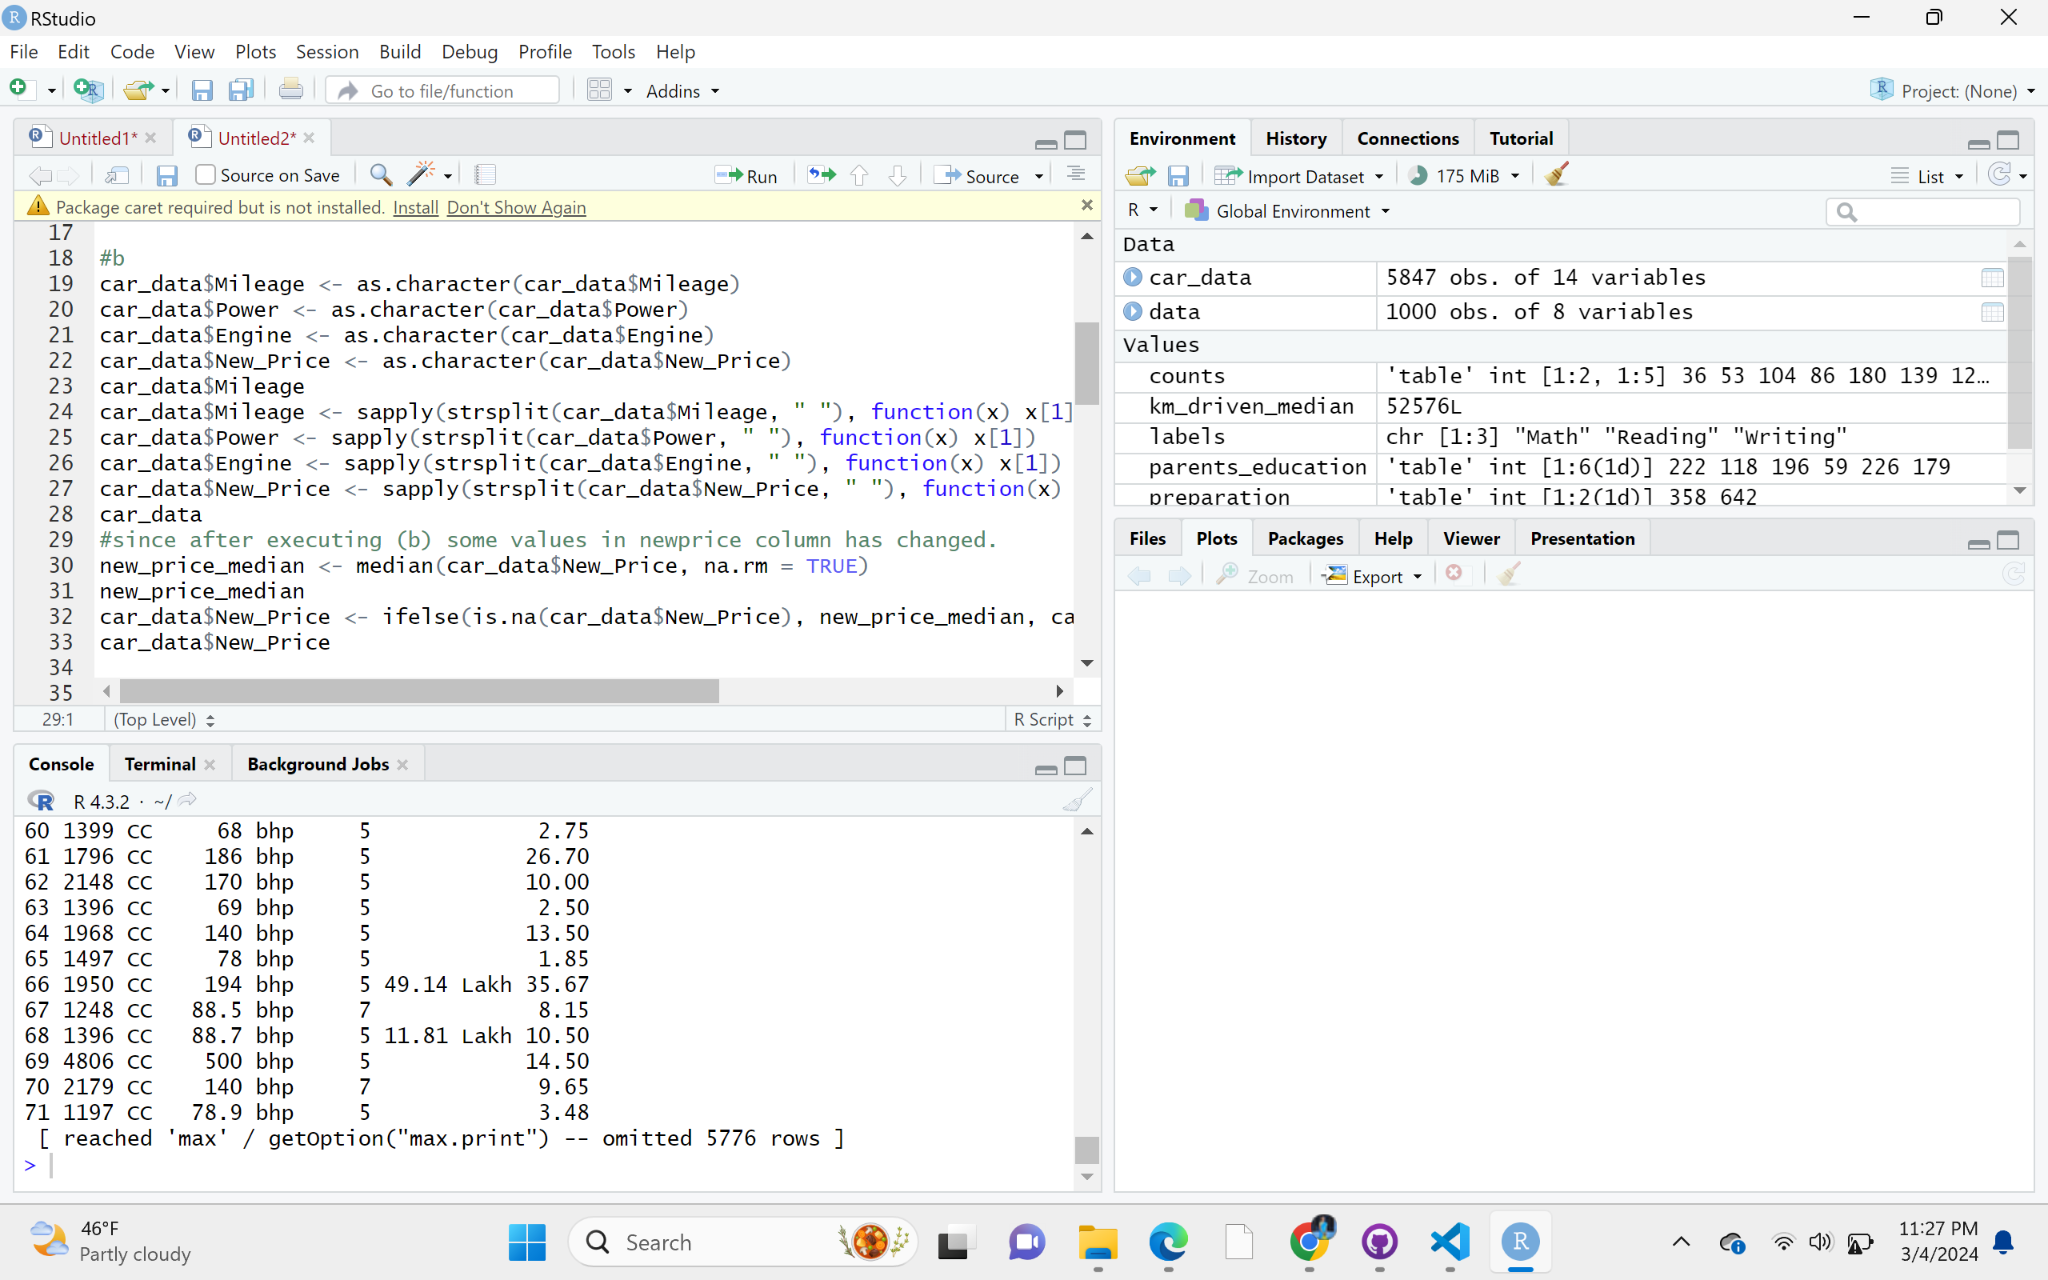 RStudio
File Edit Code View Plots Session Build Debug Profile Tools Help
Go to file/function Addins Project: (None)
Untitled1* Untitled2*
Source on Save Run Source
Package caret required but is not installed. Install Don't Show Again
17
18 #b
19 car_data$Mileage <- as.character(car_data$Mileage)
20 car_data$Power <- as.character(car_data$Power)
21 car_data$Engine <- as.character(car_data$Engine)
22 car_data$New_Price <- as.character(car_data$New_Price)
23 car_data$Mileage
24 car_data$Mileage <- sapply(strsplit(car_data$Mileage, " "), function(x) x[1]
25 car_data$Power <- sapply(strsplit(car_data$Power, " "), function(x) x[1])
26 car_data$Engine <- sapply(strsplit(car_data$Engine, " "), function(x) x[1])
27 car_data$New_Price <- sapply(strsplit(car_data$New_Price, " "), function(x)
28 car_data
29 #since after executing (b) some values in newprice column has changed.
30 new_price_median <- median(car_data$New_Price, na.rm = TRUE)
31 new_price_median
32 car_data$New_Price <- ifelse(is.na(car_data$New_Price), new_price_median, ca
33 car_data$New_Price
34
35
29:1 (Top Level) R Script
Console Terminal Background Jobs
R 4.3.2 · ~/
60 1399 CC 68 bhp 5 2.75
61 1796 CC 186 bhp 5 26.70
62 2148 CC 170 bhp 5 10.00
63 1396 CC 69 bhp 5 2.50
64 1968 CC 140 bhp 5 13.50
65 1497 CC 78 bhp 5 1.85
66 1950 CC 194 bhp 5 49.14 Lakh 35.67
67 1248 CC 88.5 bhp 7 8.15
68 1396 CC 88.7 bhp 5 11.81 Lakh 10.50
69 4806 CC 500 bhp 5 14.50
70 2179 CC 140 bhp 7 9.65
71 1197 CC 78.9 bhp 5 3.48
[ reached 'max' / getOption("max.print") -- omitted 5776 rows ]
>
Environment History Connections Tutorial
Import Dataset 175 MiB List
R Global Environment
Data
car_data 5847 obs. of 14 variables
data 1000 obs. of 8 variables
Values
counts 'table' int [1:2, 1:5] 36 53 104 86 180 139 12…
km_driven_median 52576L
labels chr [1:3] "Math" "Reading" "Writing"
parents_education 'table' int [1:6(1d)] 222 118 196 59 226 179
preparation 'table' int [1:2(1d)] 358 642
Files Plots Packages Help Viewer Presentation
Zoom Export
46°F
Partly cloudy
Search
11:27 PM
3/4/2024